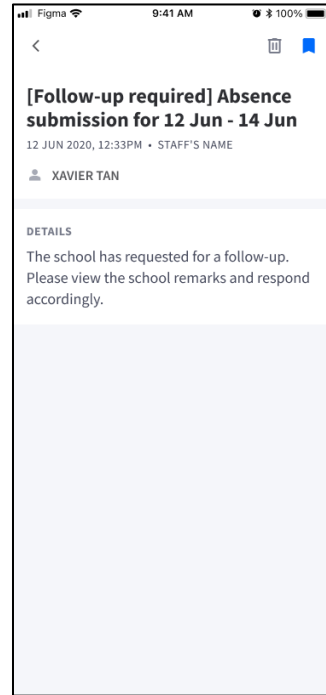 Figma 9:41 AM 100%
[Follow-up required] Absence
submission for 12 Jun - 14 Jun
12 JUN 2020, 12:33PM • STAFF'S NAME
XAVIER TAN
DETAILS
The school has requested for a follow-up.
Please view the school remarks and respond
accordingly.